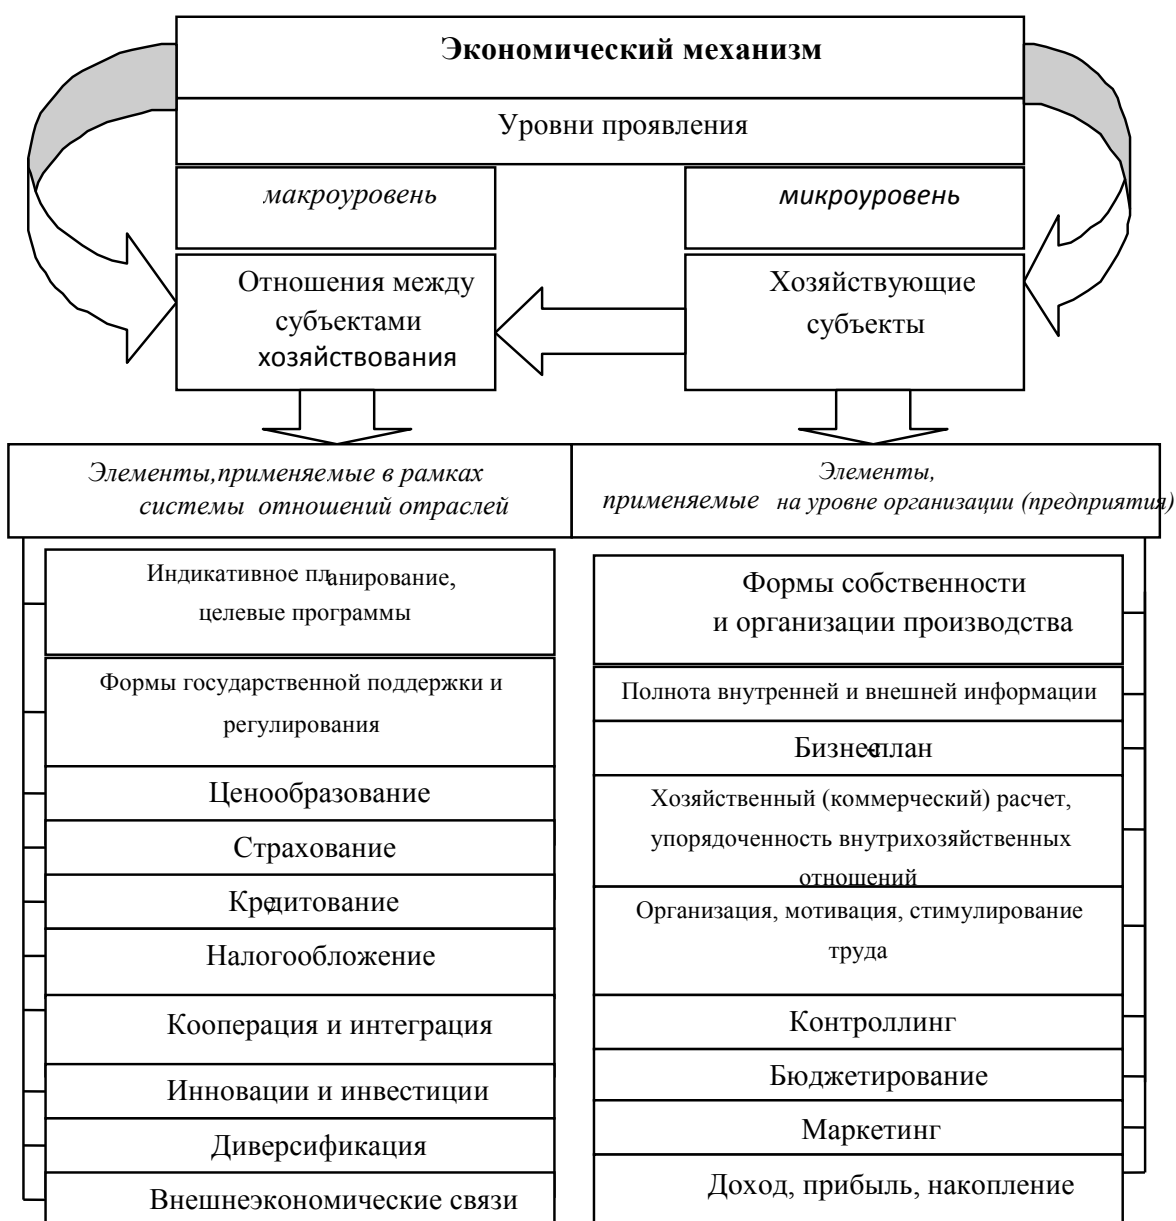 Экономический механизм
Уровни проявления
макроуровень
микроуровень
Отношения между
субъектами
хозяйствования
Хозяйствующие
субъекты
Элементы,применяемые в рамках
системы отношений отраслей
Элементы,
применяемые на уровне организации (предприятия)
Индикативное планирование,
целевые программы
Формы государственной поддержки и
регулирования
Ценообразование
Страхование
Кредитование
Налогообложение
Кооперация и интеграция
Инновации и инвестиции
Диверсификация
Внешнеэкономические связи
Формы собственности
и организации производства
Полнота внутренней и внешней информации
Бизнес-план
Хозяйственный (коммерческий) расчет,
упорядоченность внутрихозяйственных
отношений
Организация, мотивация, стимулирование
труда
Контроллинг
Бюджетирование
Маркетинг
Доход, прибыль, накопление